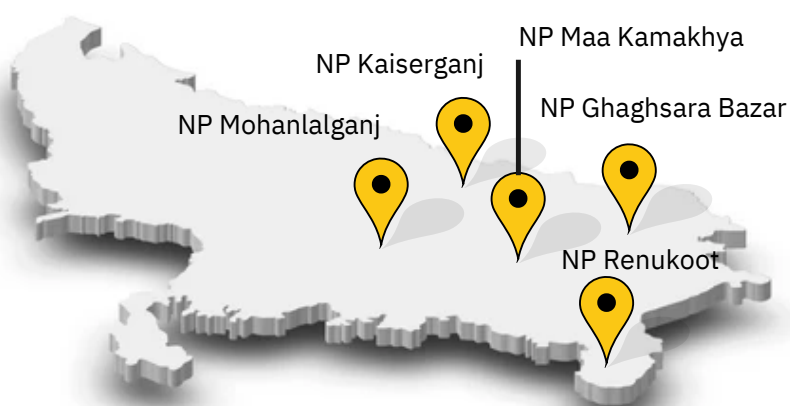 NP Maa Kamakhya
NP Kaiserganj
NP Ghaghsara Bazar
NP Mohanlalganj
NP Renukoot